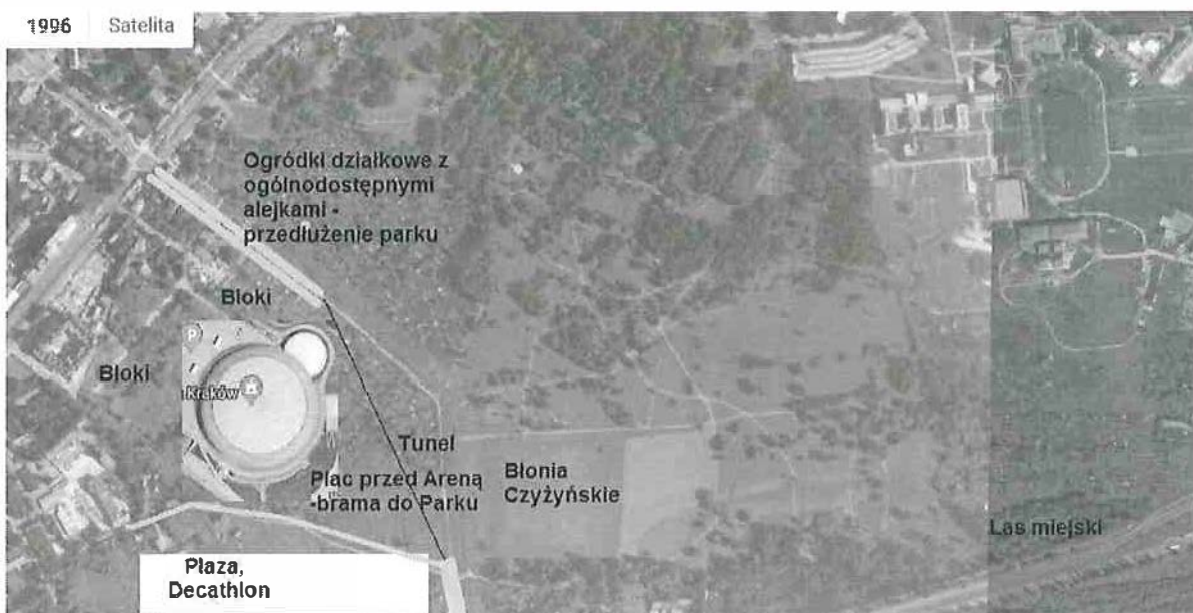 1996 Satelita
Ogródki działkowe z
ogólnodostępnymi
alejkami -
przedłużenie parku
Bloki
P
Bloki
Kraków
Tunel
Plac przed Areną
-brama do Parku
Błonia
Czyżyńskie
Las miejski
Plaza,
Decathlon